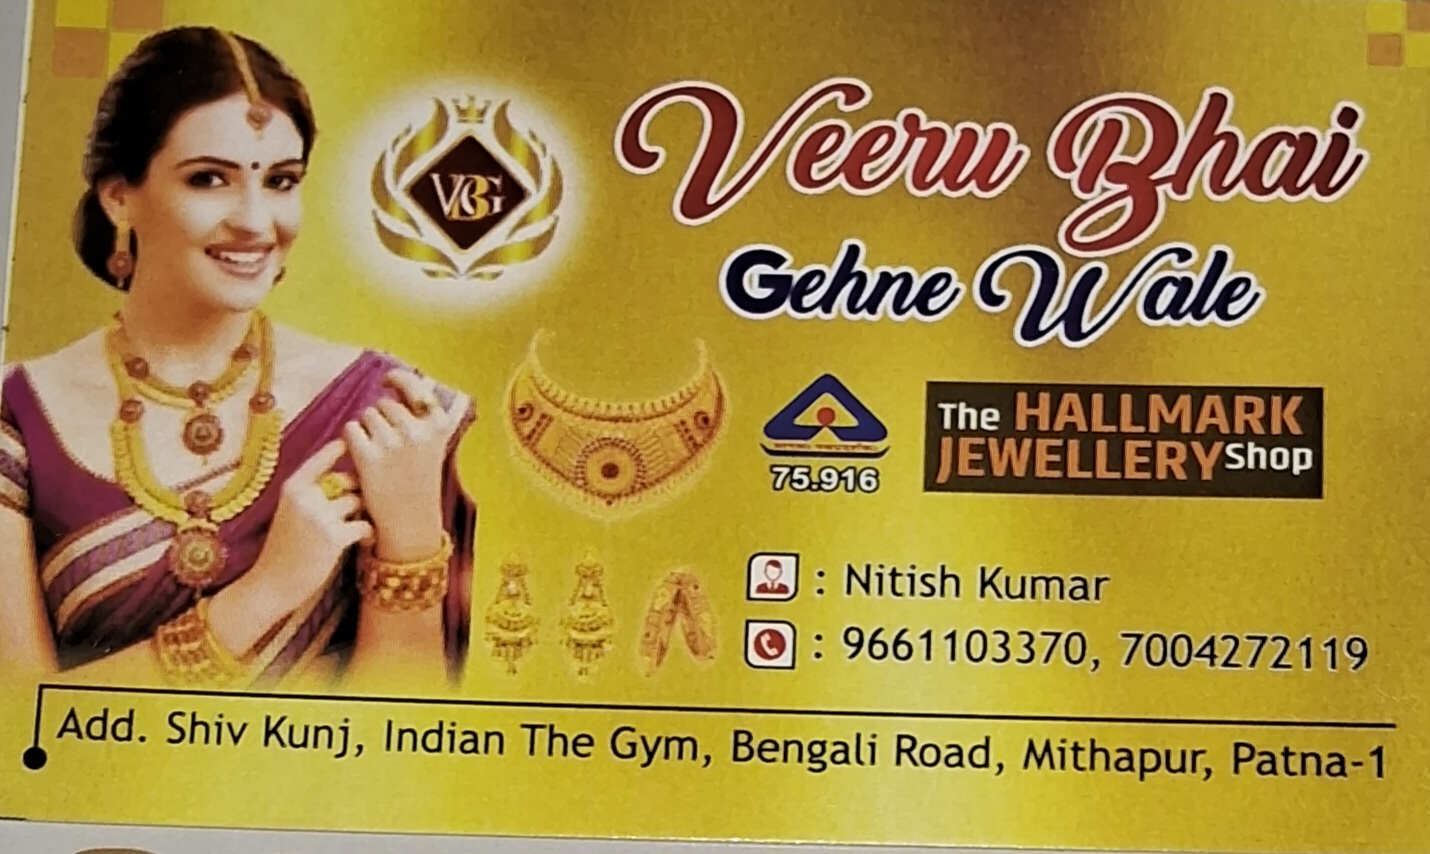 VBG
Veeru Bhai
Gehne Wale
75.916
The HALLMARK
JEWELLERY Shop
: Nitish Kumar
: 9661103370, 7004272119
Add. Shiv Kunj, Indian The Gym, Bengali Road, Mithapur, Patna-1